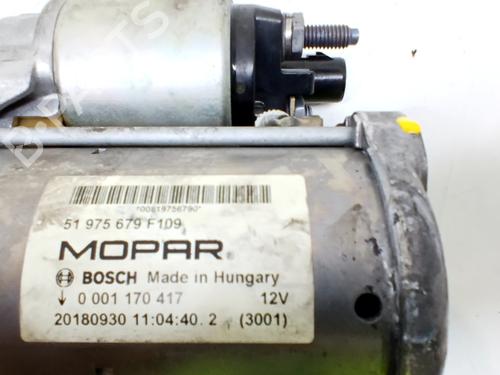 B-PARTS
*00519756790*
51 975 679 F109
MOPAR®
BOSCH Made in Hungary
0 001 170 417 12V
20180930 11:04:40. 2 (3001)